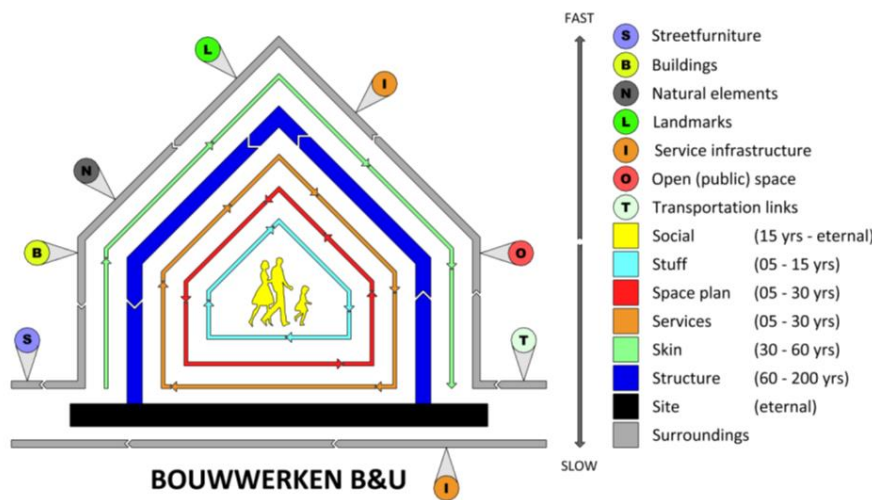 L
I
N
B
O
S
T
BOUWWERKEN B&U
I
FAST
SLOW
S Streetfurniture
B Buildings
N Natural elements
L Landmarks
I Service infrastructure
O Open (public) space
T Transportation links
Social (15 yrs - eternal)
Stuff (05 - 15 yrs)
Space plan (05 - 30 yrs)
Services (05 - 30 yrs)
Skin (30 - 60 yrs)
Structure (60 - 200 yrs)
Site (eternal)
Surroundings